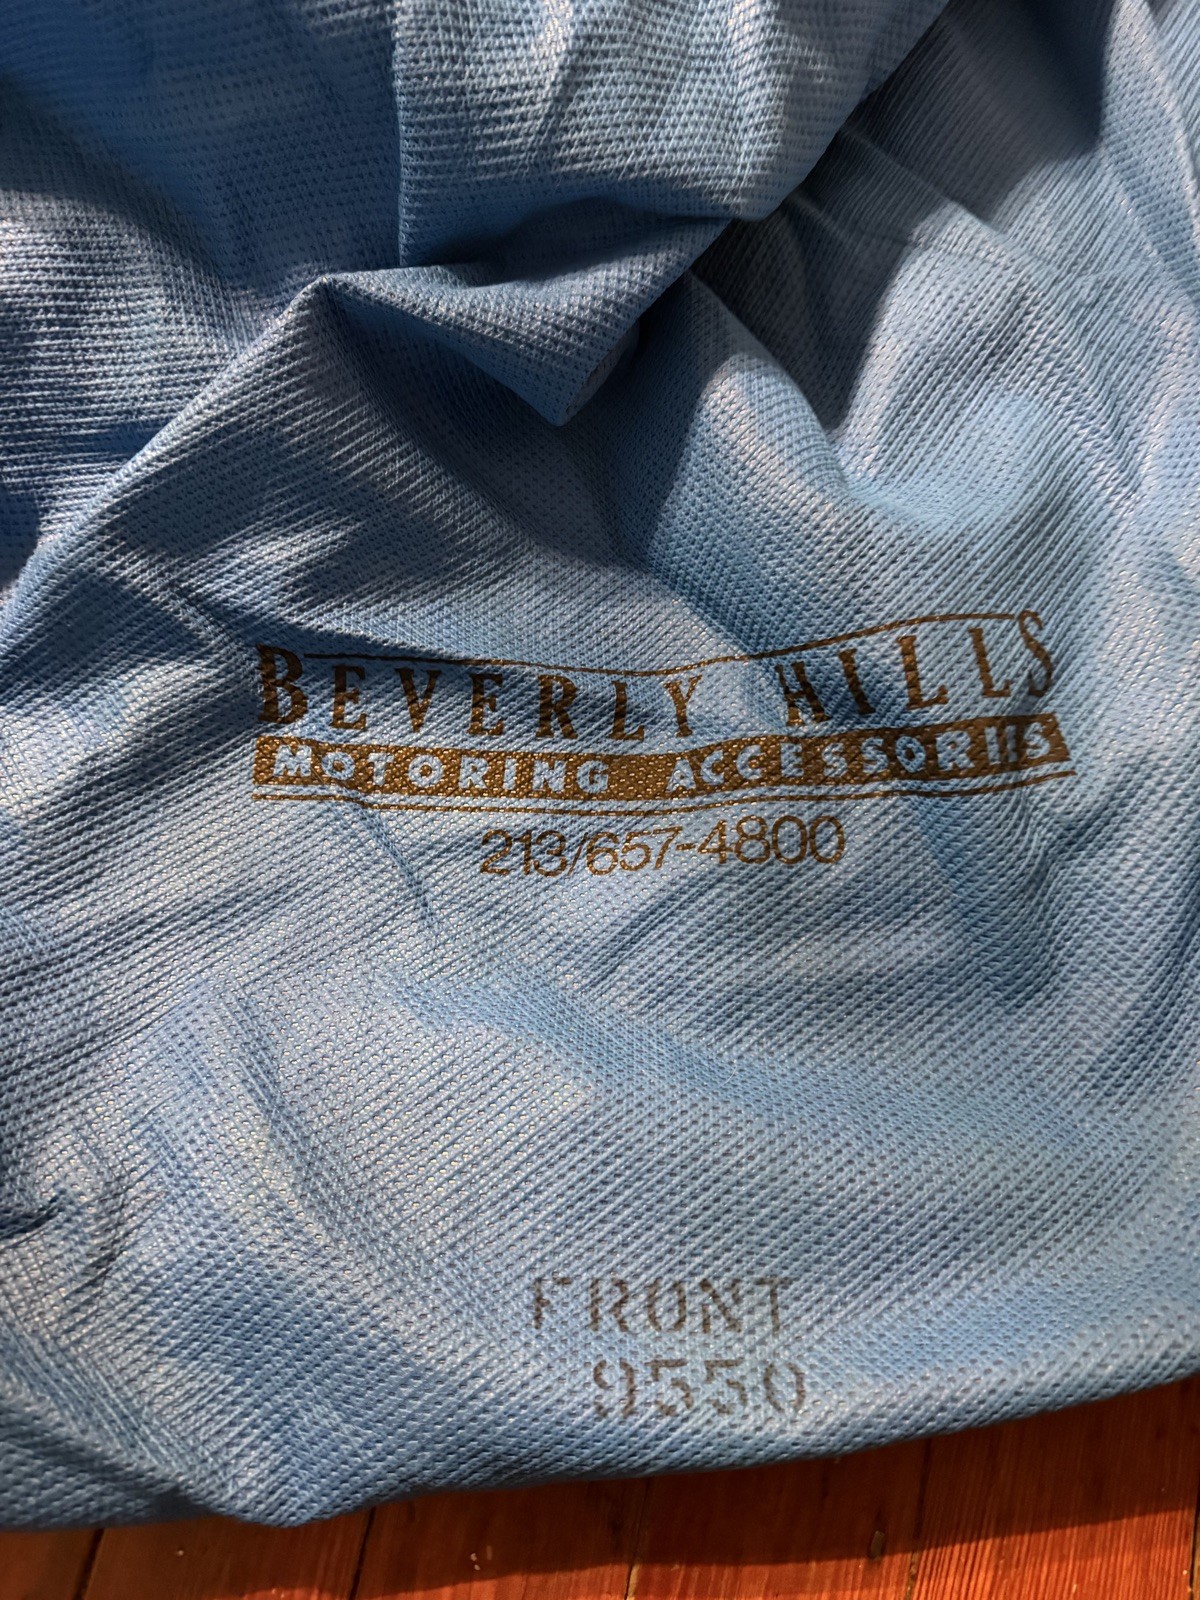 BEVERLY HILLS
MOTORING ACCESSORIES
213/657-4800
FRONT
9550